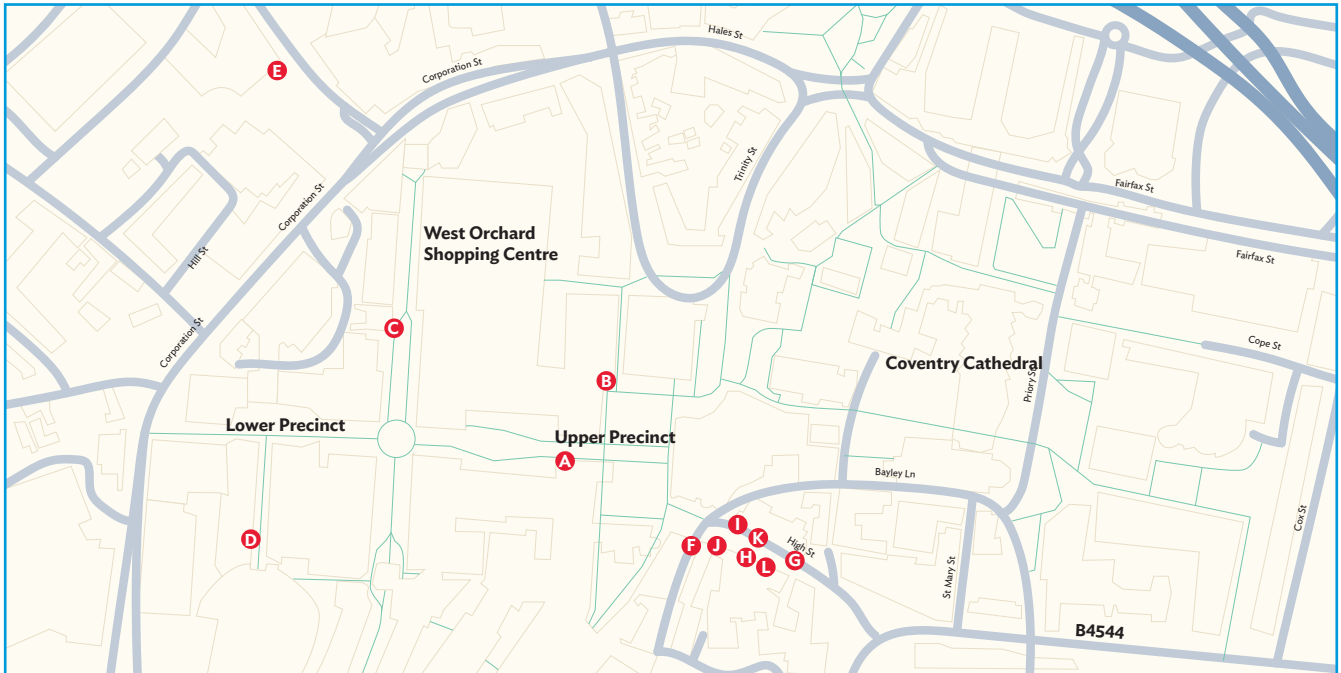 Hales St
E
Corporation St
Trinity St
Fairfax St
Corporation St
West Orchard
Shopping Centre
Hill St
Fairfax St
C
Corporation St
Cope St
Coventry Cathedral
B
Priory St
Lower Precinct
Upper Precinct
A
Bayley Ln
Cox St
I
D
F
J
K
High St
H
G
L
St Mary St
B4544